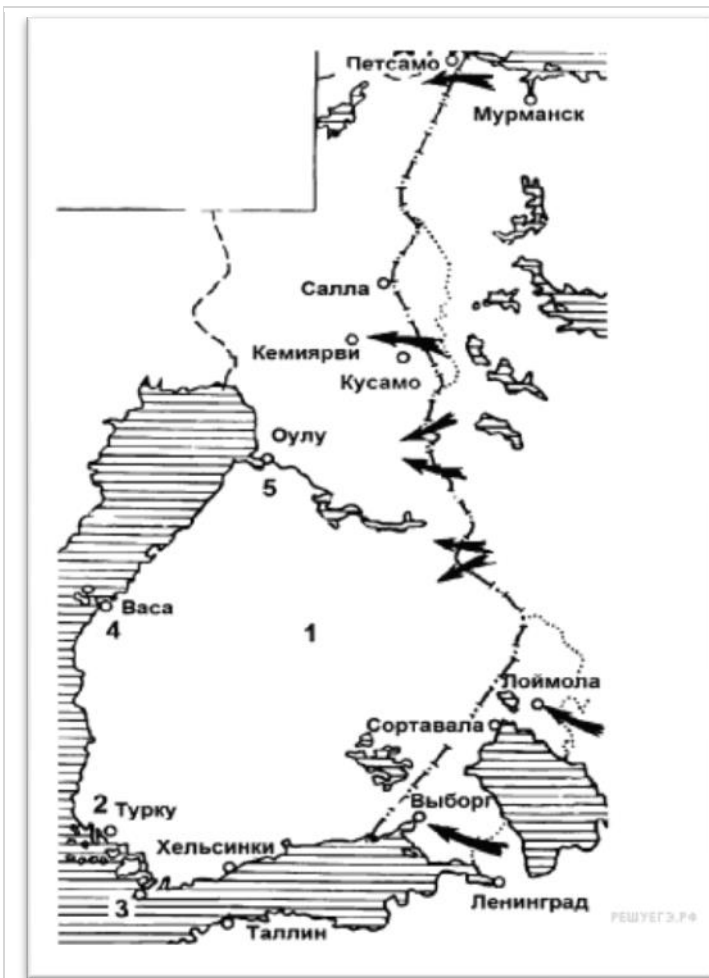 Петсамо
Мурманск
Салла
Кемиярви
Кусамо
Оулу
5
Васа
4
1
Лоймола
Сортавала
2
Турку
Выборг
Хельсинки
3
Ленинград
Таллин
РЕШУЕГЭ.РФ